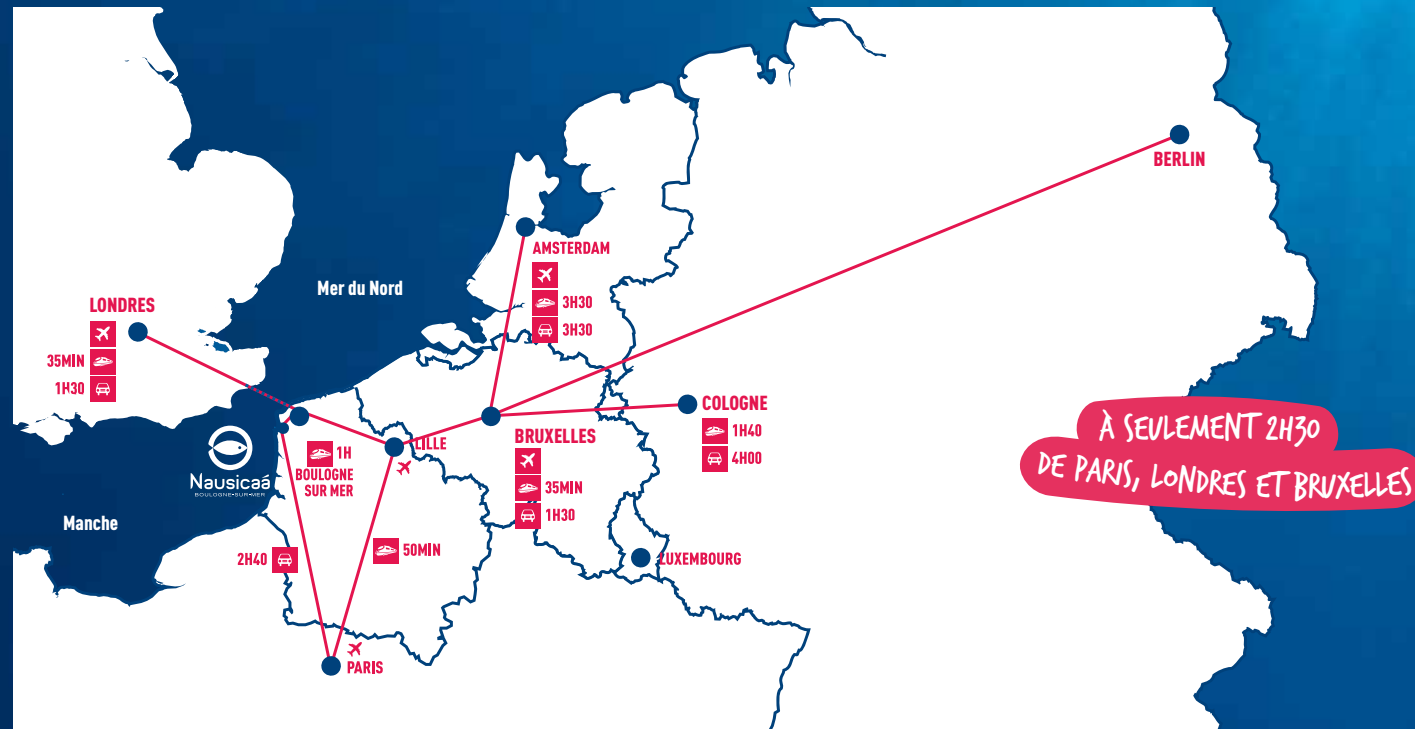 BERLIN
AMSTERDAM
3H30
3H30
Mer du Nord
LONDRES
35MIN
1H30
COLOGNE
1H40
4H00
À SEULEMENT 2H30
DE PARIS, LONDRES ET BRUXELLES
BRUXELLES
35MIN
1H30
LILLE
1H
BOULOGNE
SUR MER
Nausicaá
BOULOGNE-SUR-MER
Manche
2H40
50MIN
LUXEMBOURG
PARIS